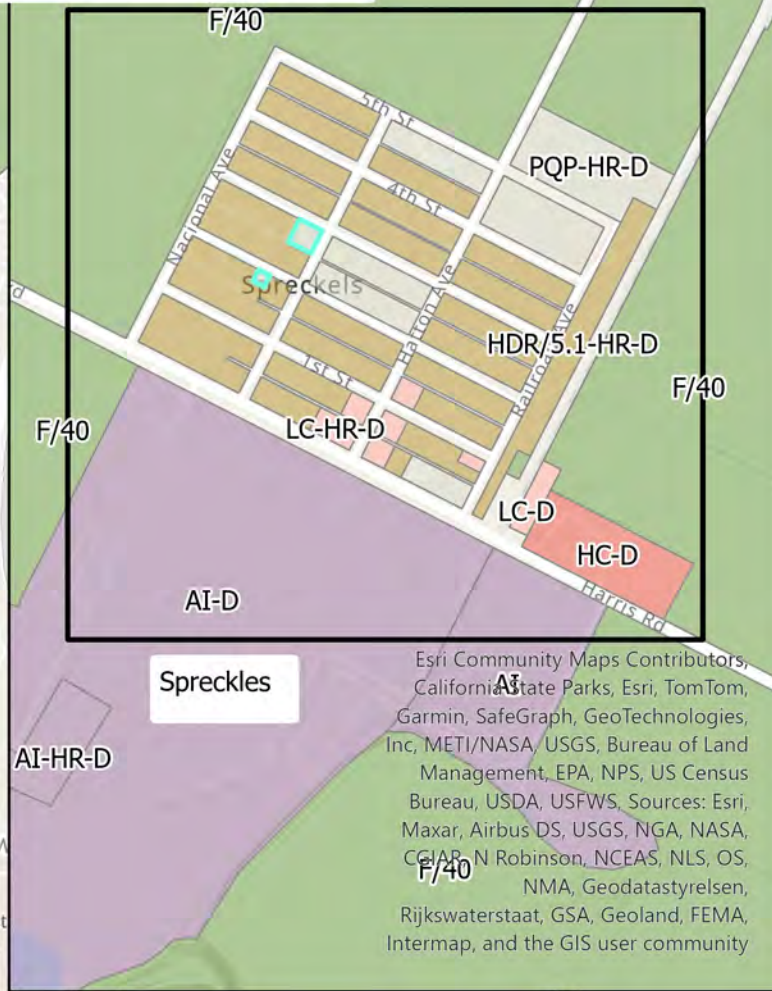 F/40
5th St
PQP-HR-D
4th St
Nacional Ave
Spreckels
Hatton Ave
HDR/5.1-HR-D
Railroad Ave
rd
1st St
F/40
F/40
LC-HR-D
LC-D
HC-D
Harris Rd
AI-D
Spreckles
AI
AI-HR-D
F/40
Esri Community Maps Contributors,
California State Parks, Esri, TomTom,
Garmin, SafeGraph, GeoTechnologies,
Inc, METI/NASA, USGS, Bureau of Land
Management, EPA, NPS, US Census
Bureau, USDA, USFWS, Sources: Esri,
Maxar, Airbus DS, USGS, NGA, NASA,
CGIAR, N Robinson, NCEAS, NLS, OS,
NMA, Geodatastyrelsen,
Rijkswaterstaat, GSA, Geoland, FEMA,
Intermap, and the GIS user community